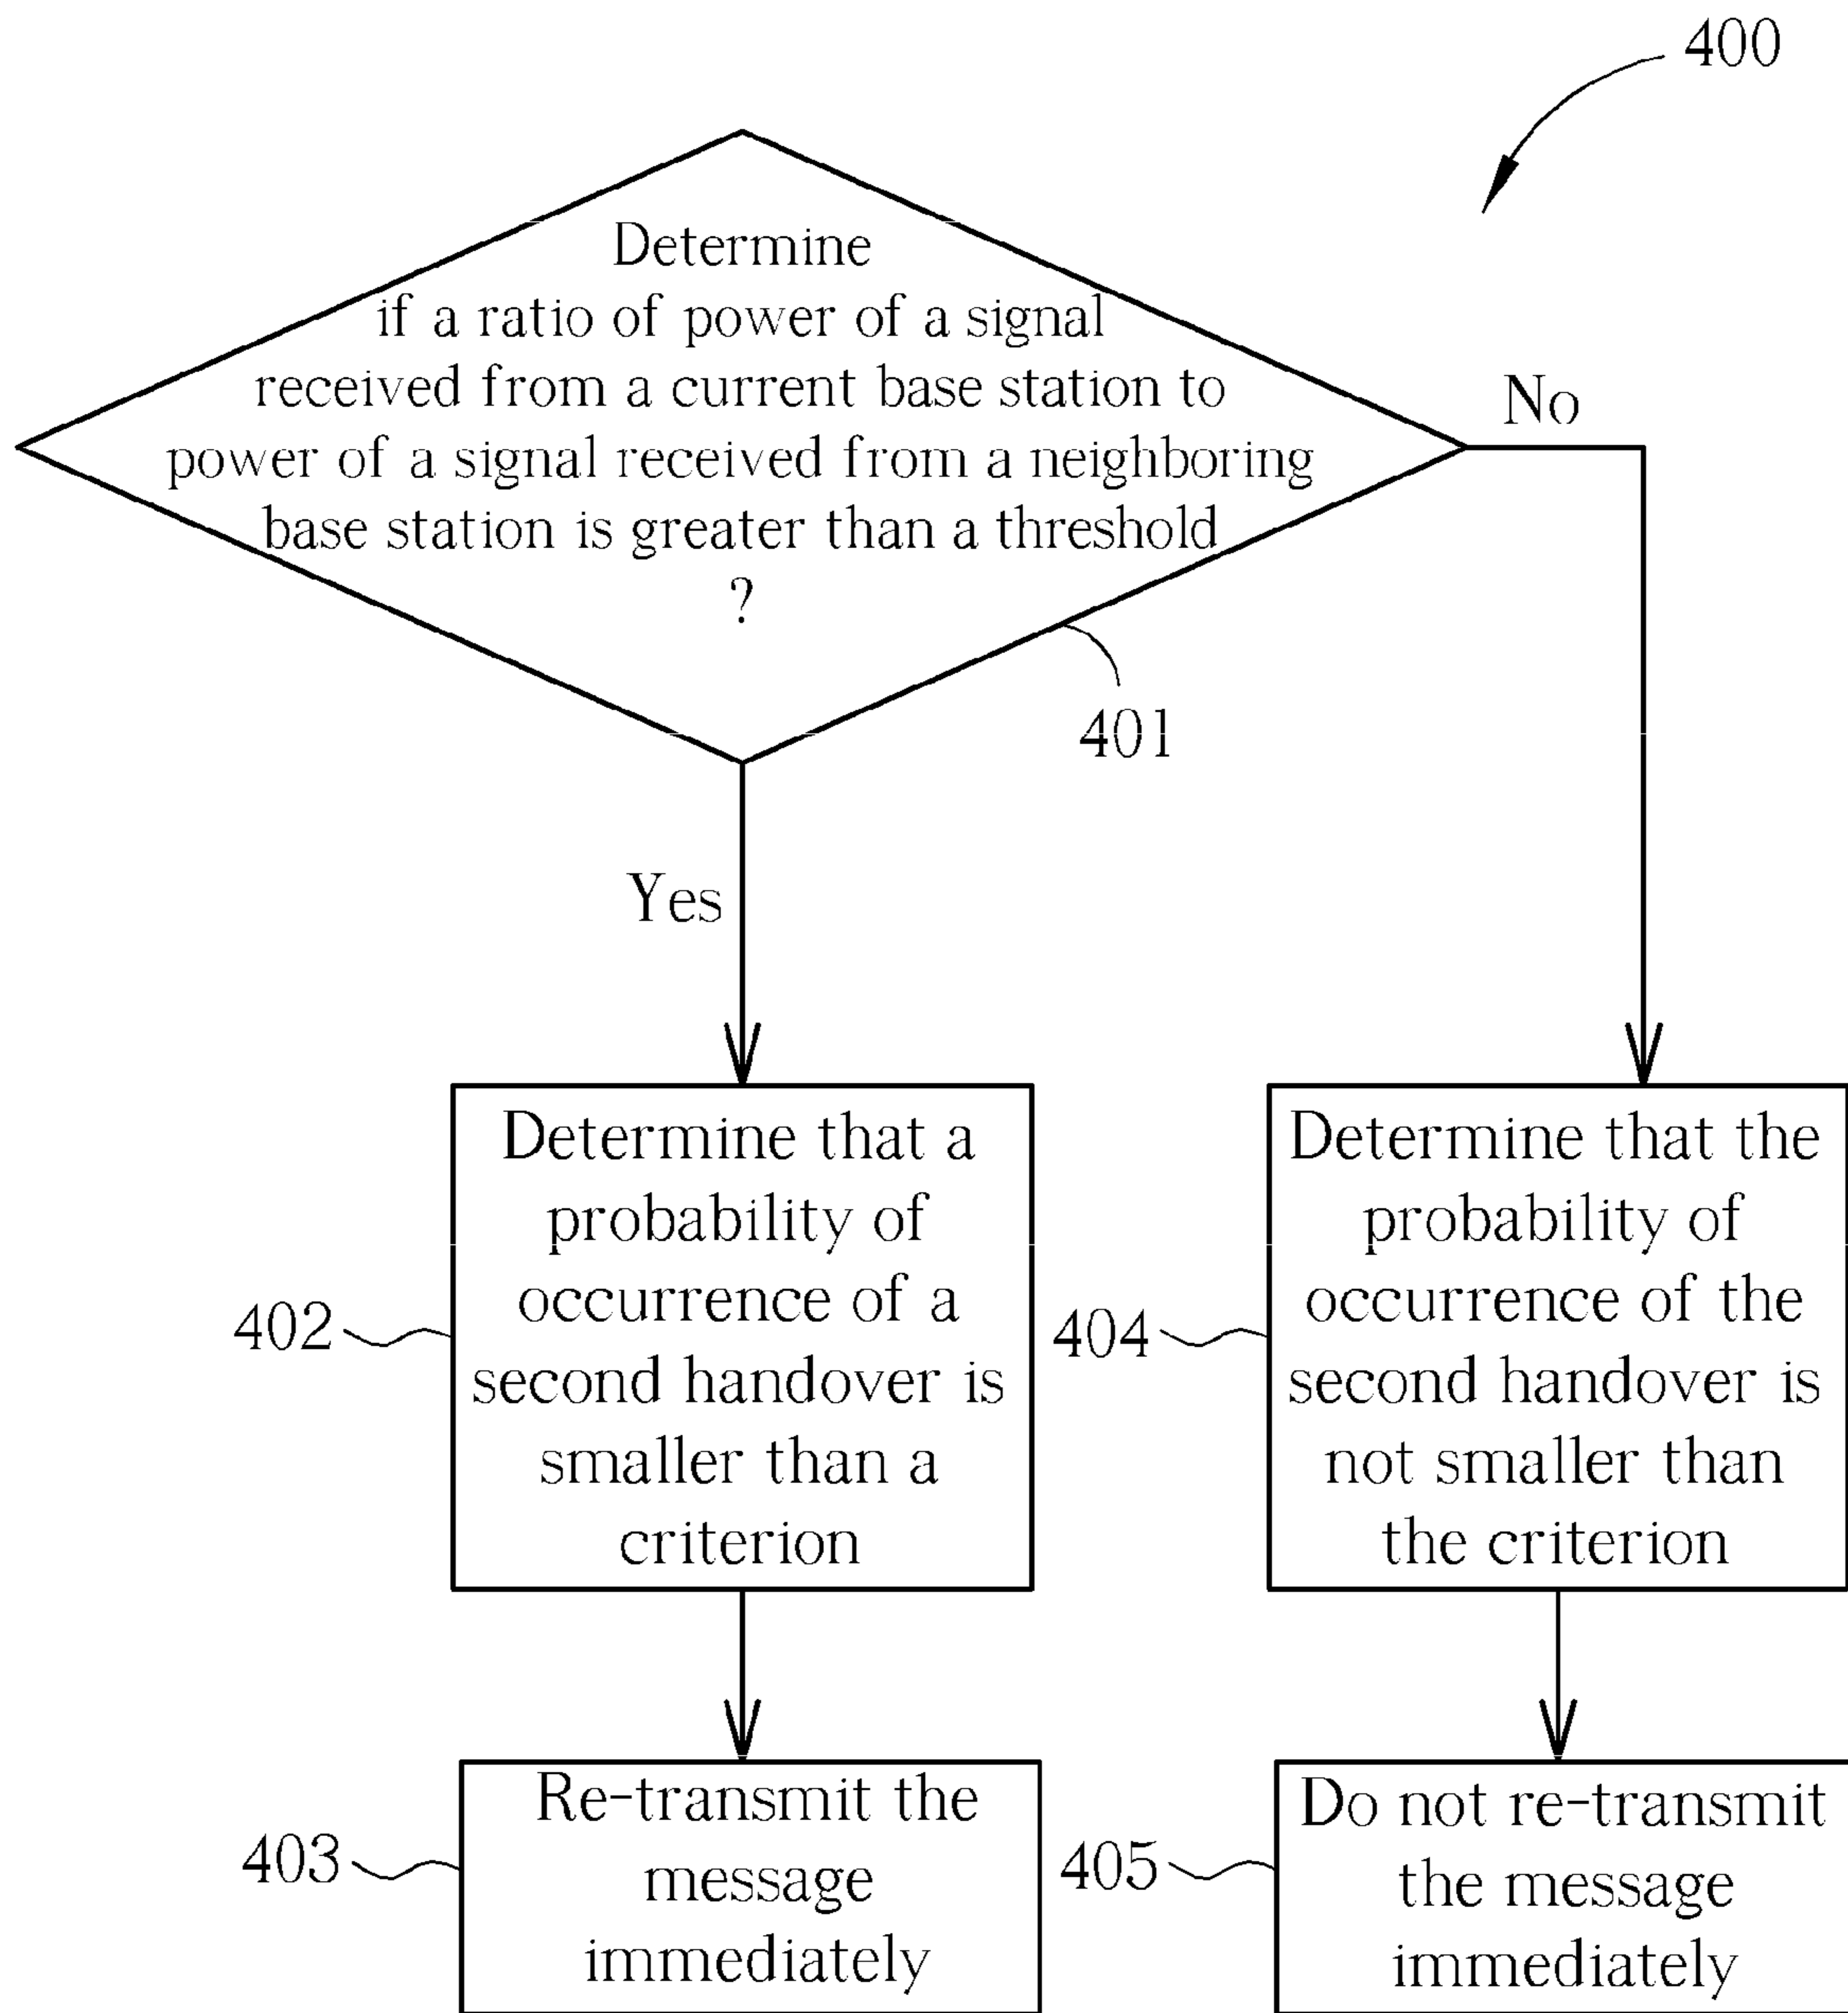 400
Determine
if a ratio of power of a signal
received from a current base station to
power of a signal received from a neighboring
base station is greater than a threshold
?
No
401
Yes
Determine that a
probability of
occurrence of a
second handover is
smaller than a
criterion
402
Determine that the
probability of
occurrence of the
second handover is
not smaller than
the criterion
404
Re-transmit the
message
immediately
403
Do not re-transmit
the message
immediately
405